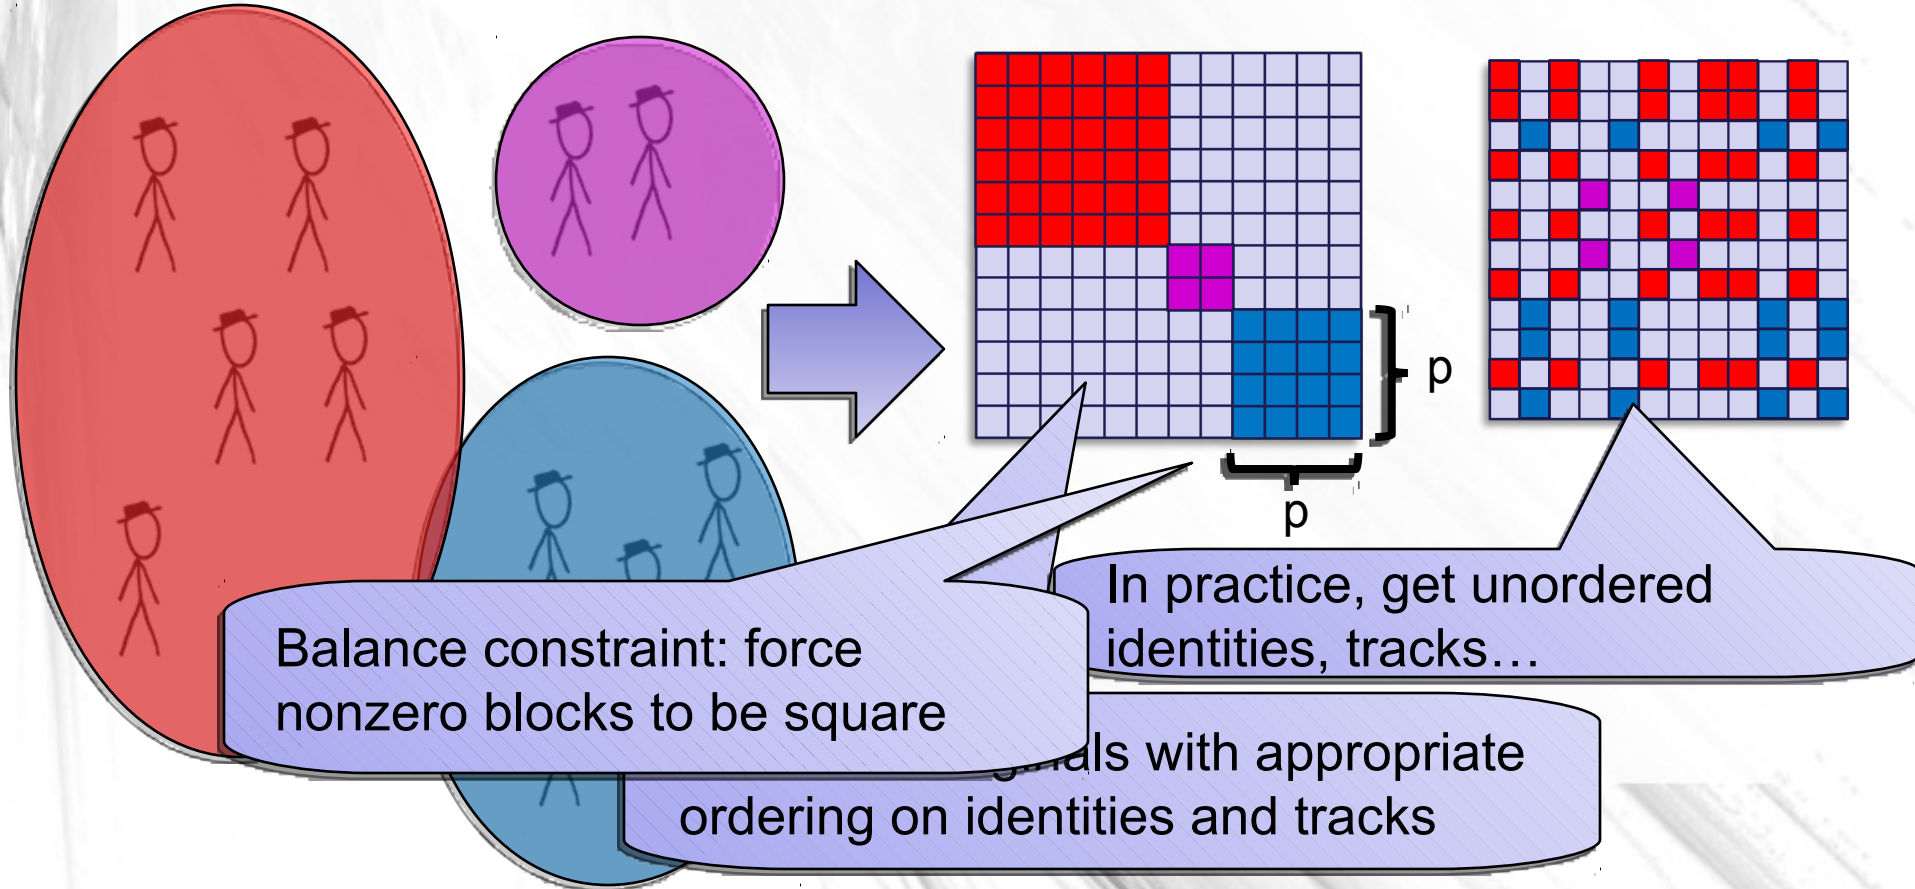 p
p
In practice, get unordered
identities, tracks…
Balance constraint: force
nonzero blocks to be square
with appropriate
ordering on identities and tracks